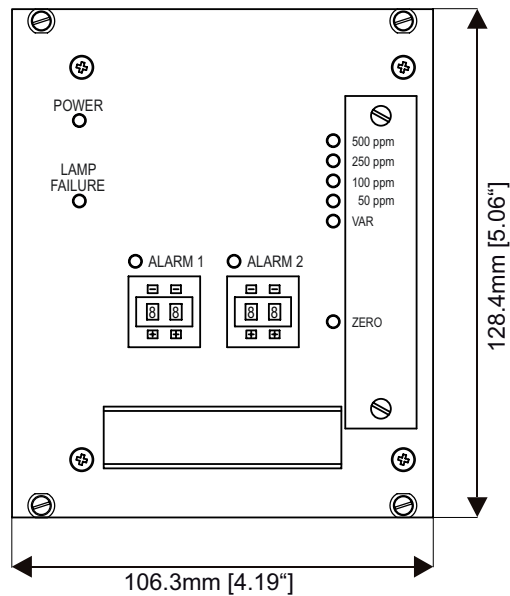 POWER
LAMP
FAILURE
500 ppm
250 ppm
100 ppm
50 ppm
VAR
ALARM 1
ALARM 2
8 8
8 8
ZERO
128.4mm [5.06“]
106.3mm [4.19“]